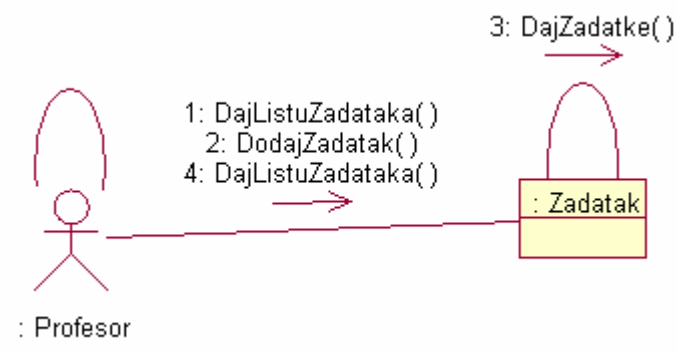 3: DajZadatke( )
1: DajListuZadataka( )
2: DodajZadatak( )
4: DajListuZadataka( )
: Zadatak
: Profesor